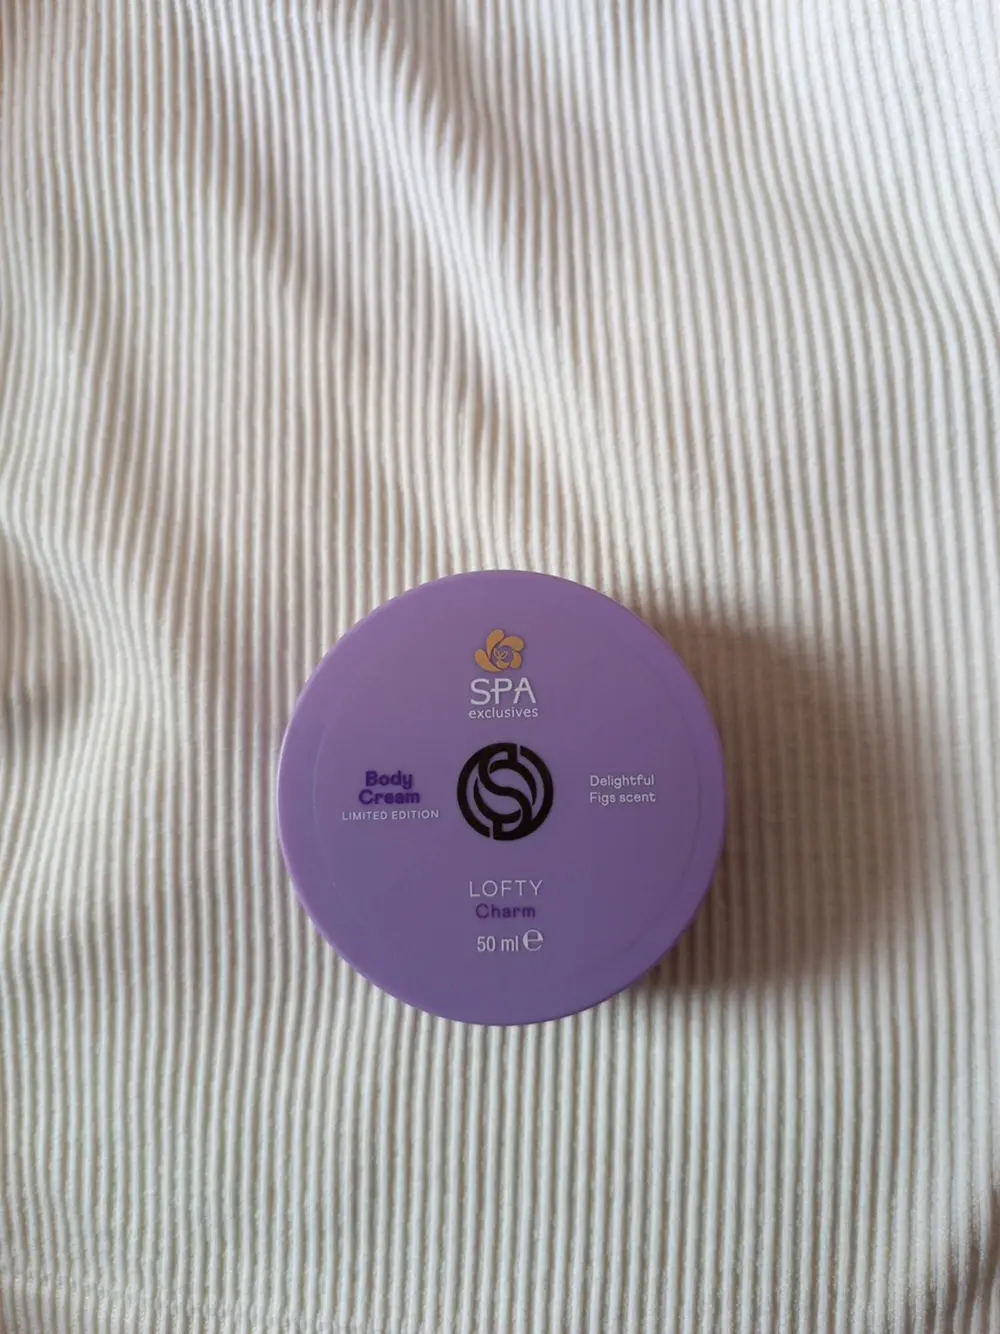 SPA
exclusives
Body
Cream
LIMITED EDITION
Delightful
Figs scent
LOFTY
Charm
50 ml ℮